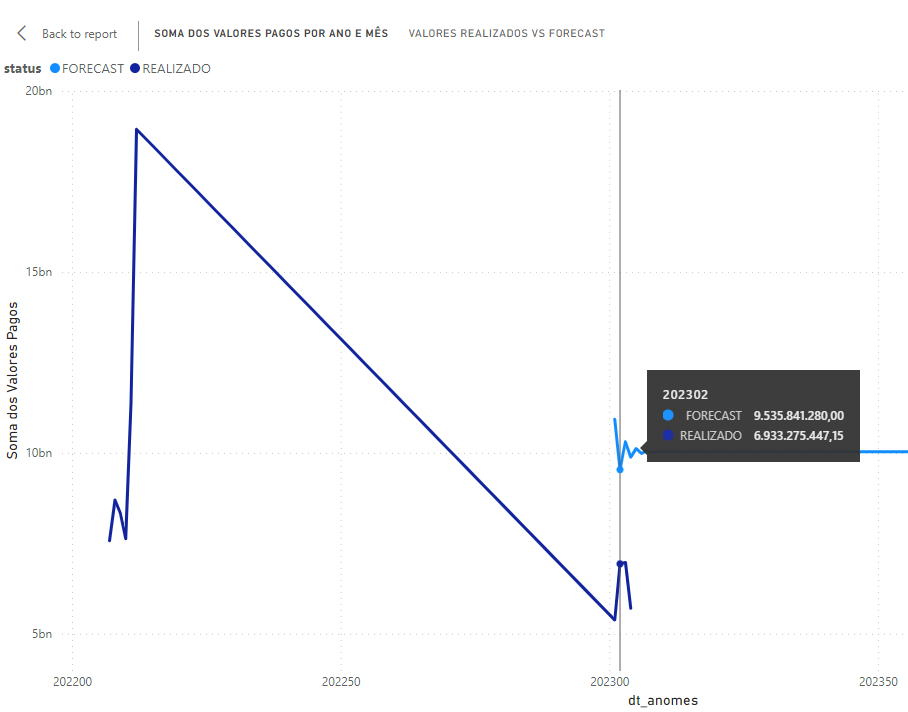 Back to report
SOMA DOS VALORES PAGOS POR ANO E MÊS
VALORES REALIZADOS VS FORECAST
status FORECAST REALIZADO
20bn
15bn
10bn
5bn
Soma dos Valores Pagos
202302
FORECAST 9.535.841.280,00
REALIZADO 6.933.275.447,15
202200
202250
202300
202350
dt_anomes